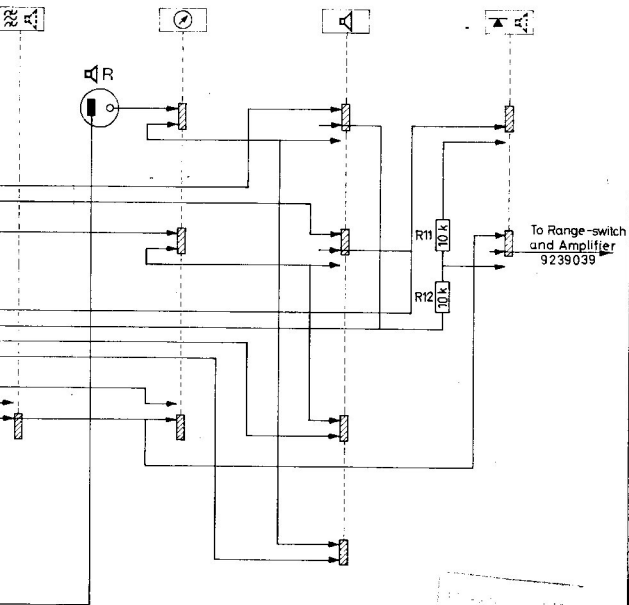 R
R11
10 k
R12
10 k
To Range-switch
and Amplifier
9239039